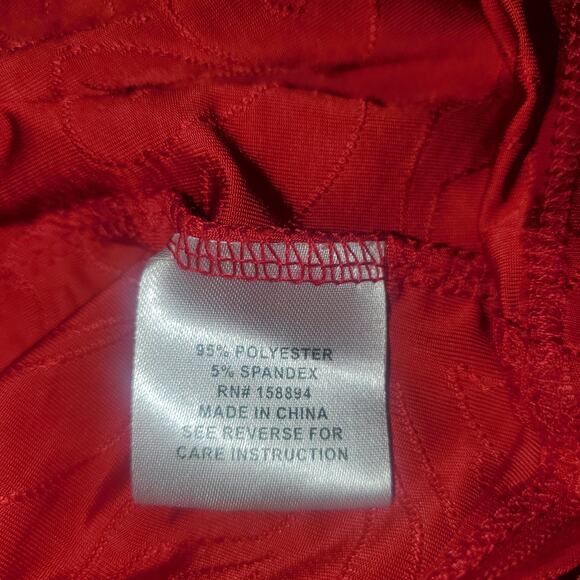 95% POLYESTER
5% SPANDEX
RN# 158894
MADE IN CHINA
SEE REVERSE FOR
CARE INSTRUCTION